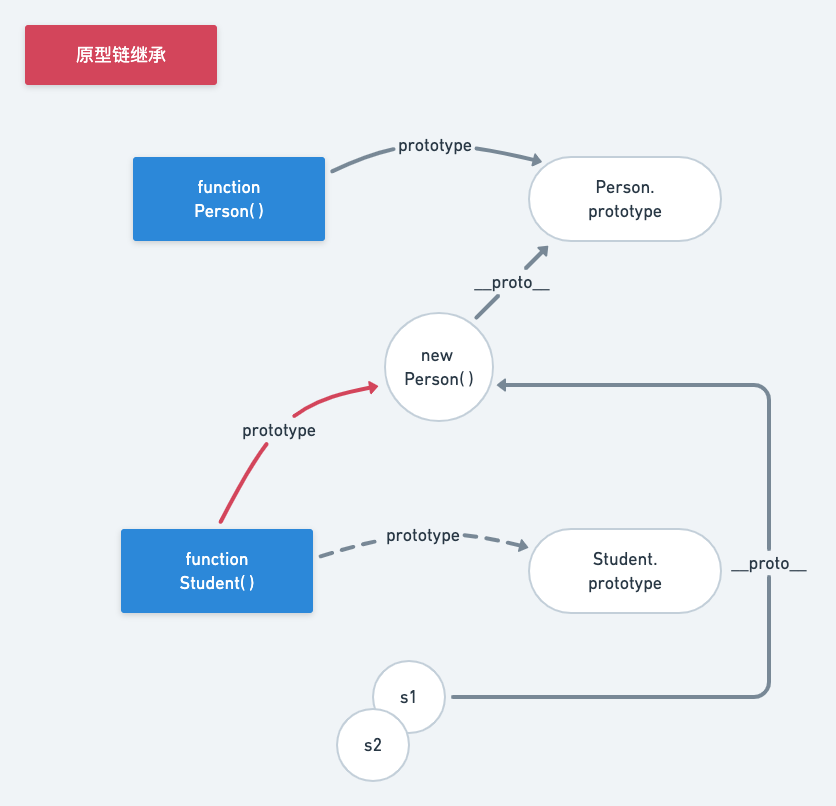 原型链继承
prototype
function
Person( )
Person.
prototype
__proto__
new
Person( )
prototype
prototype
function
Student( )
Student.
prototype
__proto__
s1
s2